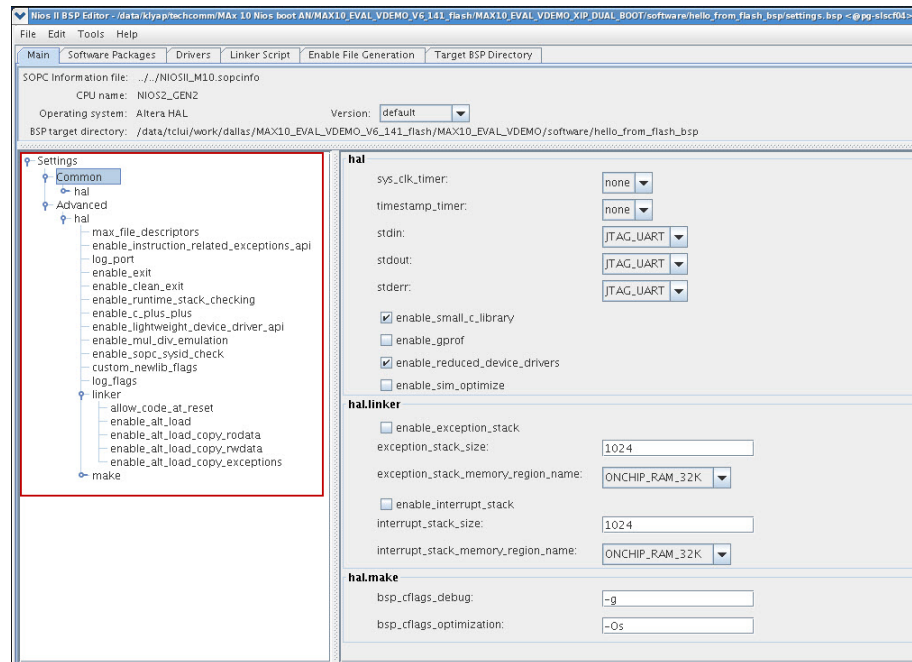 Nios II BSP Editor - /data/klyap/techcomm/MAx 10 Nios boot AN/MAX10_EVAL_VDEMO_V6_141_flash/MAX10_EVAL_VDEMO_XIP_DUAL_BOOT/software/hello_from_flash_bsp/settings.bsp <@pg-slscf04>
File Edit Tools Help
Main Software Packages Drivers Linker Script Enable File Generation Target BSP Directory
SOPC Information file: ../../NIOSII_M10.sopcinfo
CPU name: NIOS2_GEN2
Operating system: Altera HAL Version: default
BSP target directory: /data/tclui/work/dallas/MAX10_EVAL_VDEMO_V6_141_flash/MAX10_EVAL_VDEMO/software/hello_from_flash_bsp
Settings
Common
hal
Advanced
hal
max_file_descriptors
enable_instruction_related_exceptions_api
log_port
enable_exit
enable_clean_exit
enable_runtime_stack_checking
enable_c_plus_plus
enable_lightweight_device_driver_api
enable_mul_div_emulation
enable_sopc_sysid_check
custom_newlib_flags
log_flags
linker
allow_code_at_reset
enable_alt_load
enable_alt_load_copy_rodata
enable_alt_load_copy_rwdata
enable_alt_load_copy_exceptions
make
hal
sys_clk_timer: none
timestamp_timer: none
stdin: JTAG_UART
stdout: JTAG_UART
stderr: JTAG_UART
enable_small_c_library
enable_gprof
enable_reduced_device_drivers
enable_sim_optimize
hal.linker
enable_exception_stack
exception_stack_size: 1024
exception_stack_memory_region_name: ONCHIP_RAM_32K
enable_interrupt_stack
interrupt_stack_size: 1024
interrupt_stack_memory_region_name: ONCHIP_RAM_32K
hal.make
bsp_cflags_debug: -g
bsp_cflags_optimization: -Os